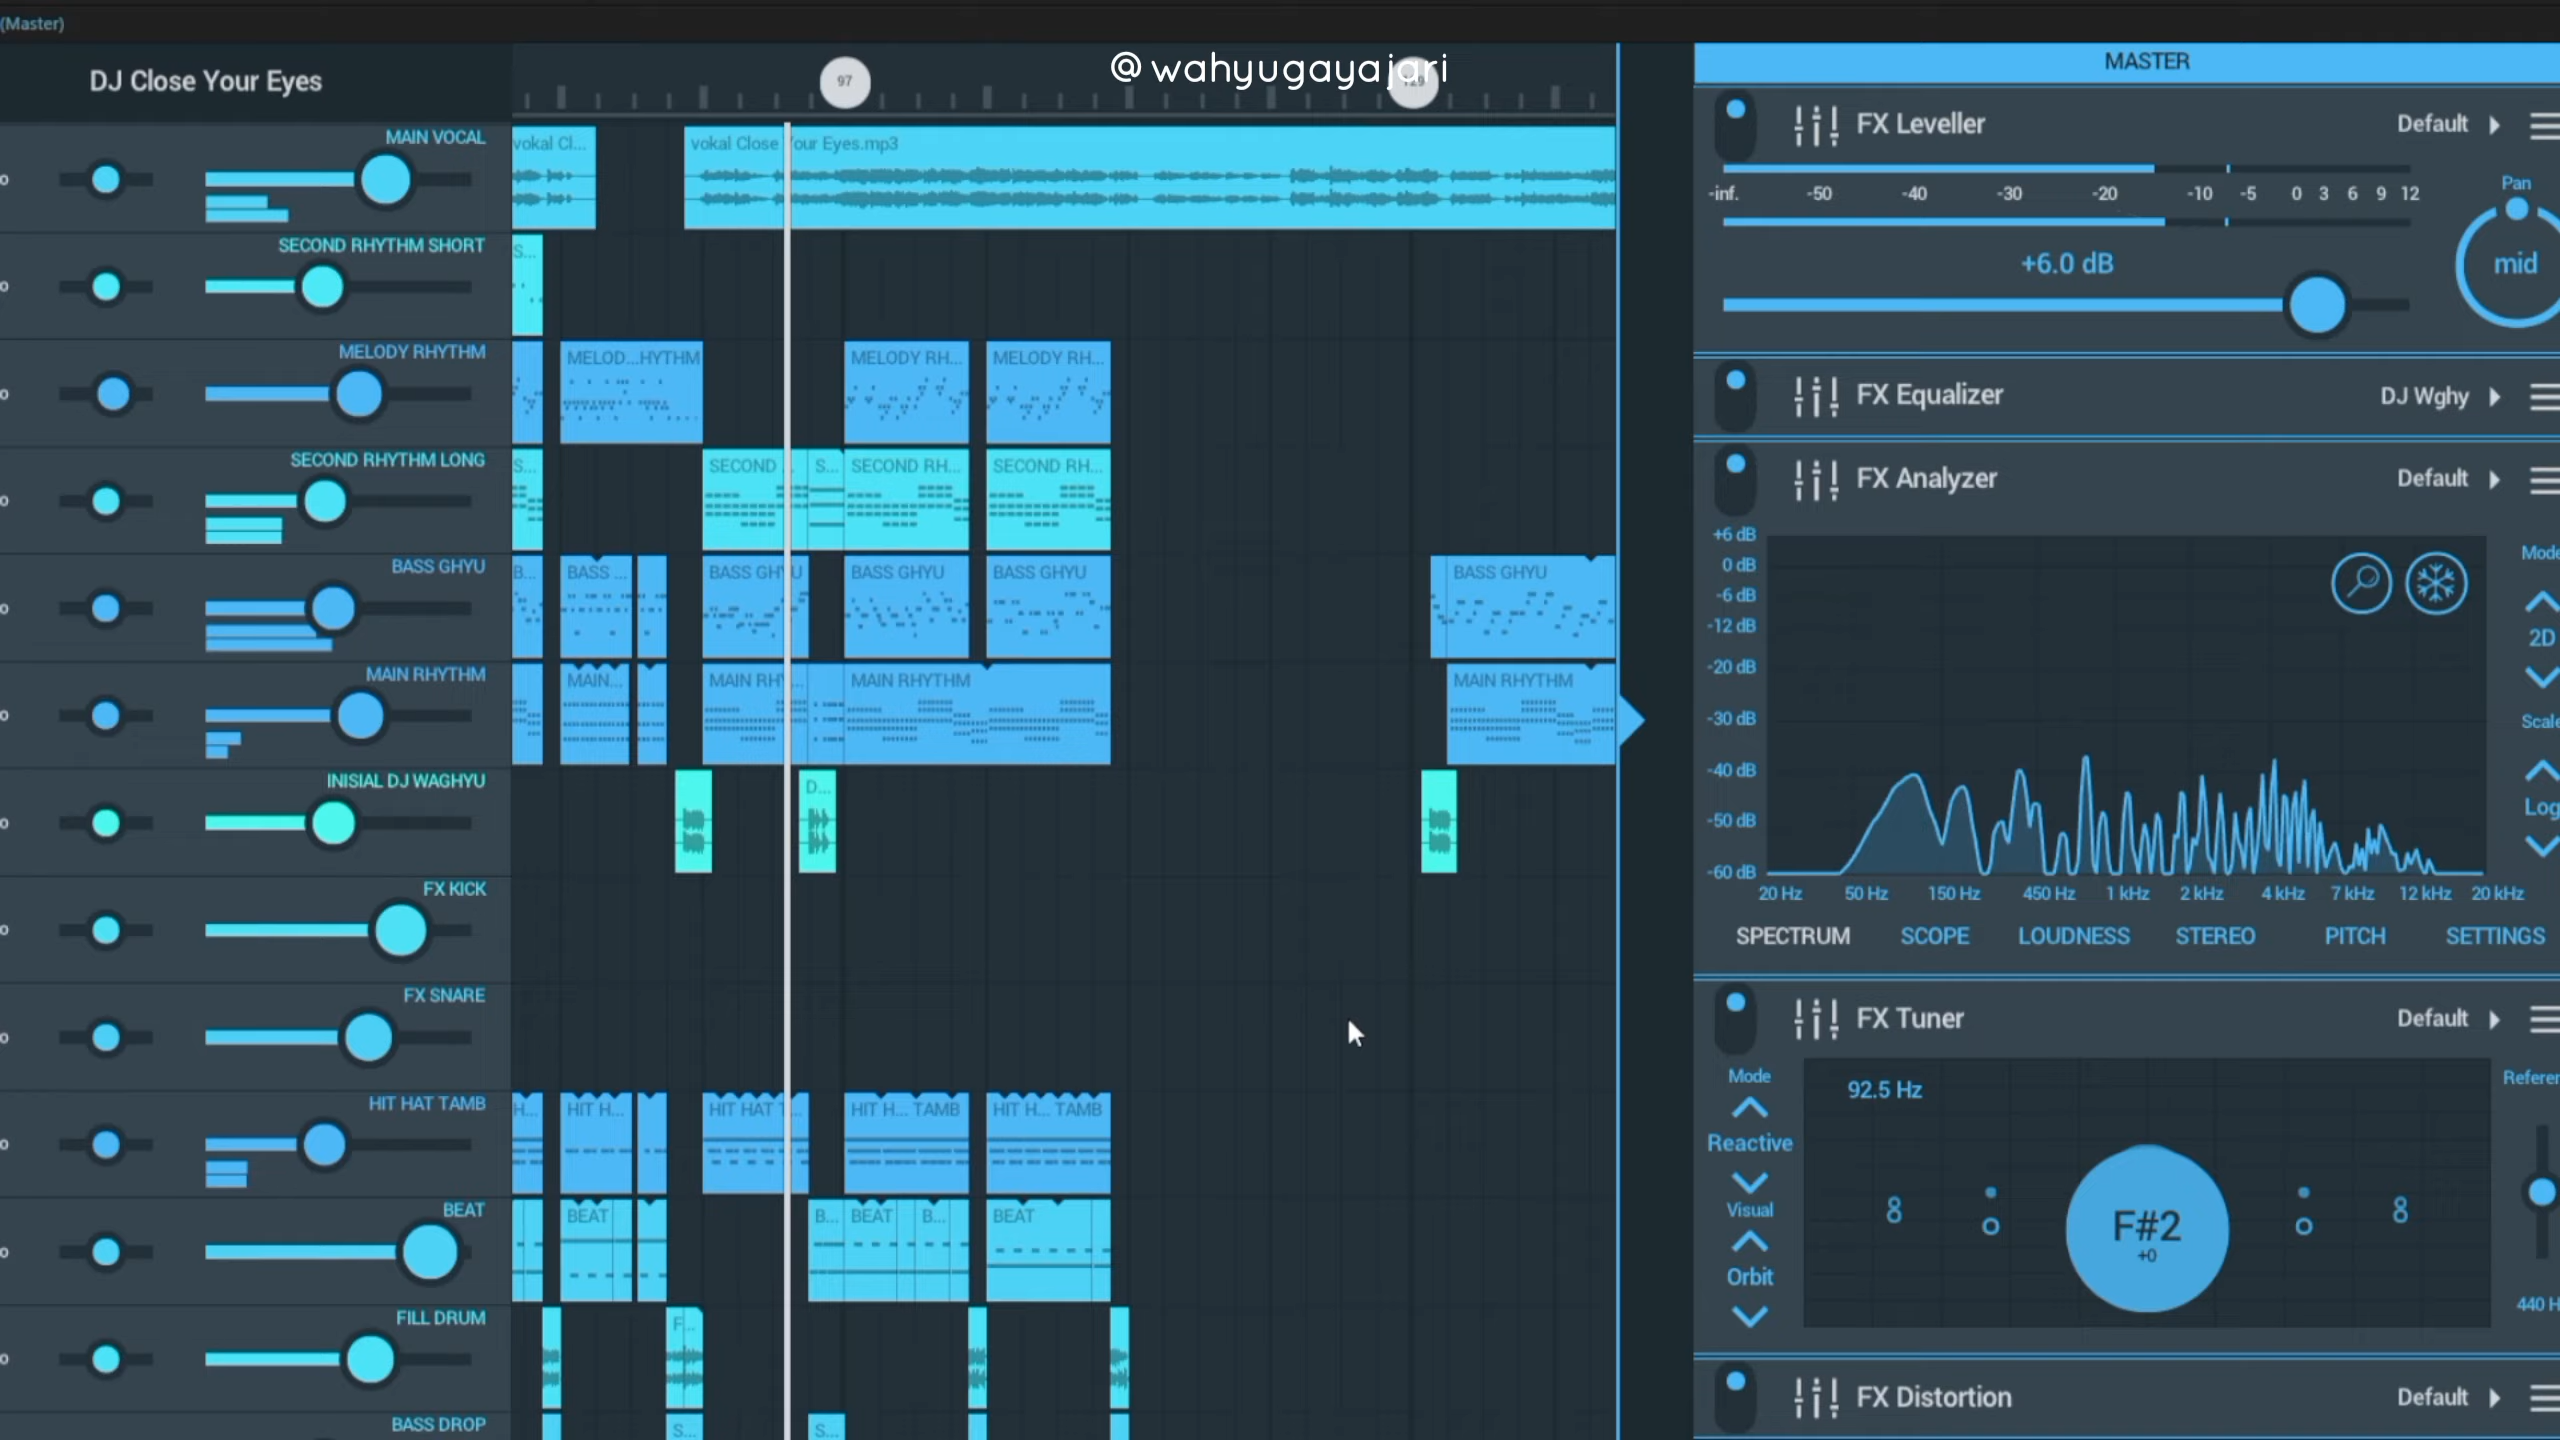 (Master)
@wahyugayajari
DJ Close Your Eyes
97
129
MAIN VOCAL
vokal Cl...
vokal Close Your Eyes.mp3
SECOND RHYTHM SHORT
S...
MELODY RHYTHM
MELOD...HYTHM
MELODY RH...
MELODY RH...
SECOND RHYTHM LONG
S...
SECOND ...
S...
SECOND RH...
SECOND RH...
BASS GHYU
B...
BASS ...
BASS GHYU
BASS GHYU
BASS GHYU
BASS GHYU
MAIN RHYTHM
MAIN...
MAIN RHY...
MAIN RHYTHM
MAIN RHYTHM
INISIAL DJ WAGHYU
D...
FX KICK
FX SNARE
HIT HAT TAMB
H...
HIT H...
HIT HAT T...
HIT H... TAMB
HIT H... TAMB
BEAT
BEAT
B...
BEAT
B...
BEAT
FILL DRUM
F...
BASS DROP
S...
S...
MASTER
FX Leveller
Default
-inf. -50 -40 -30 -20 -10 -5 0 3 6 9 12
Pan
+6.0 dB
mid
FX Equalizer
DJ Wghy
FX Analyzer
Default
+6 dB
0 dB
-6 dB
-12 dB
-20 dB
-30 dB
-40 dB
-50 dB
-60 dB
20 Hz 50 Hz 150 Hz 450 Hz 1 kHz 2 kHz 4 kHz 7 kHz 12 kHz 20 kHz
Mode
2D
Scale
Log
SPECTRUM SCOPE LOUDNESS STEREO PITCH SETTINGS
FX Tuner
Default
Mode
Reactive
Visual
Orbit
92.5 Hz
F#2
+0
Referen
440 H
FX Distortion
Default